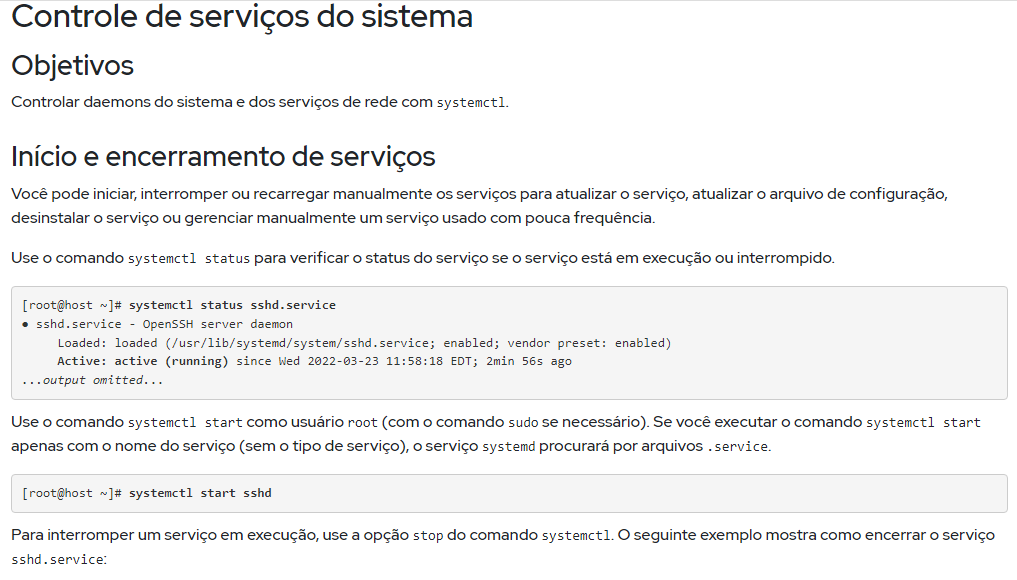 Controle de serviços do sistema
Objetivos
Controlar daemons do sistema e dos serviços de rede com systemctl.
Início e encerramento de serviços
Você pode iniciar, interromper ou recarregar manualmente os serviços para atualizar o serviço, atualizar o arquivo de configuração,
desinstalar o serviço ou gerenciar manualmente um serviço usado com pouca frequência.
Use o comando systemctl status para verificar o status do serviço se o serviço está em execução ou interrompido.
[root@host ~]# systemctl status sshd.service
● sshd.service - OpenSSH server daemon
Loaded: loaded (/usr/lib/systemd/system/sshd.service; enabled; vendor preset: enabled)
Active: active (running) since Wed 2022-03-23 11:58:18 EDT; 2min 56s ago
...output omitted...
Use o comando systemctl start como usuário root (com o comando sudo se necessário). Se você executar o comando systemctl start
apenas com o nome do serviço (sem o tipo de serviço), o serviço systemd procurará por arquivos .service.
[root@host ~]# systemctl start sshd
Para interromper um serviço em execução, use a opção stop do comando systemctl. O seguinte exemplo mostra como encerrar o serviço
sshd.service: